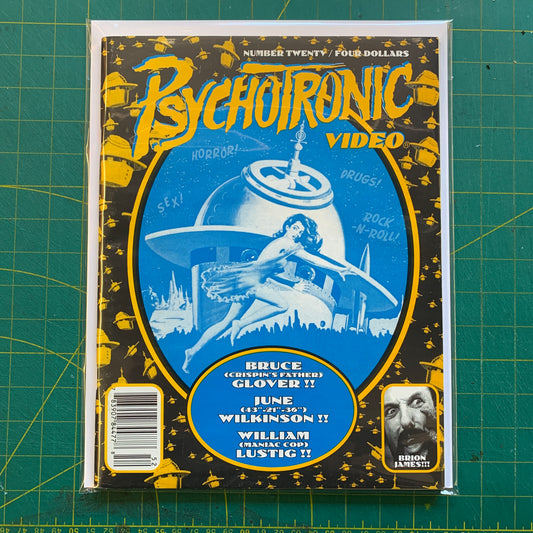 NUMBER TWENTY / FOUR DOLLARS
PSYCHOTRONIC
VIDEO
HORROR!
DRUGS!
SEX!
ROCK
-N-ROLL!
BRUCE
(CRISPIN'S FATHER)
GLOVER !!
JUNE
(43"-21"-36")
WILKINSON !!
WILLIAM
(MANIAC COP)
LUSTIG !!
BRION
JAMES!!!
52